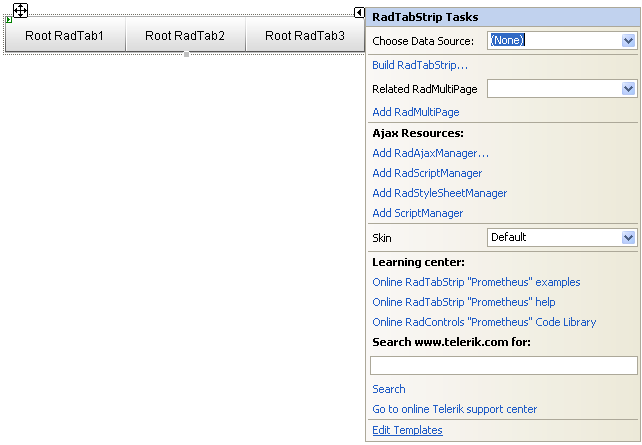 Root RadTab1 Root RadTab2 Root RadTab3
RadTabStrip Tasks
Choose Data Source: (None)
Build RadTabStrip...
Related RadMultiPage
Add RadMultiPage
Ajax Resources:
Add RadAjaxManager...
Add RadScriptManager
Add RadStyleSheetManager
Add ScriptManager
Skin Default
Learning center:
Online RadTabStrip "Prometheus" examples
Online RadTabStrip "Prometheus" help
Online RadControls "Prometheus" Code Library
Search www.telerik.com for:
Search
Go to online Telerik support center
Edit Templates